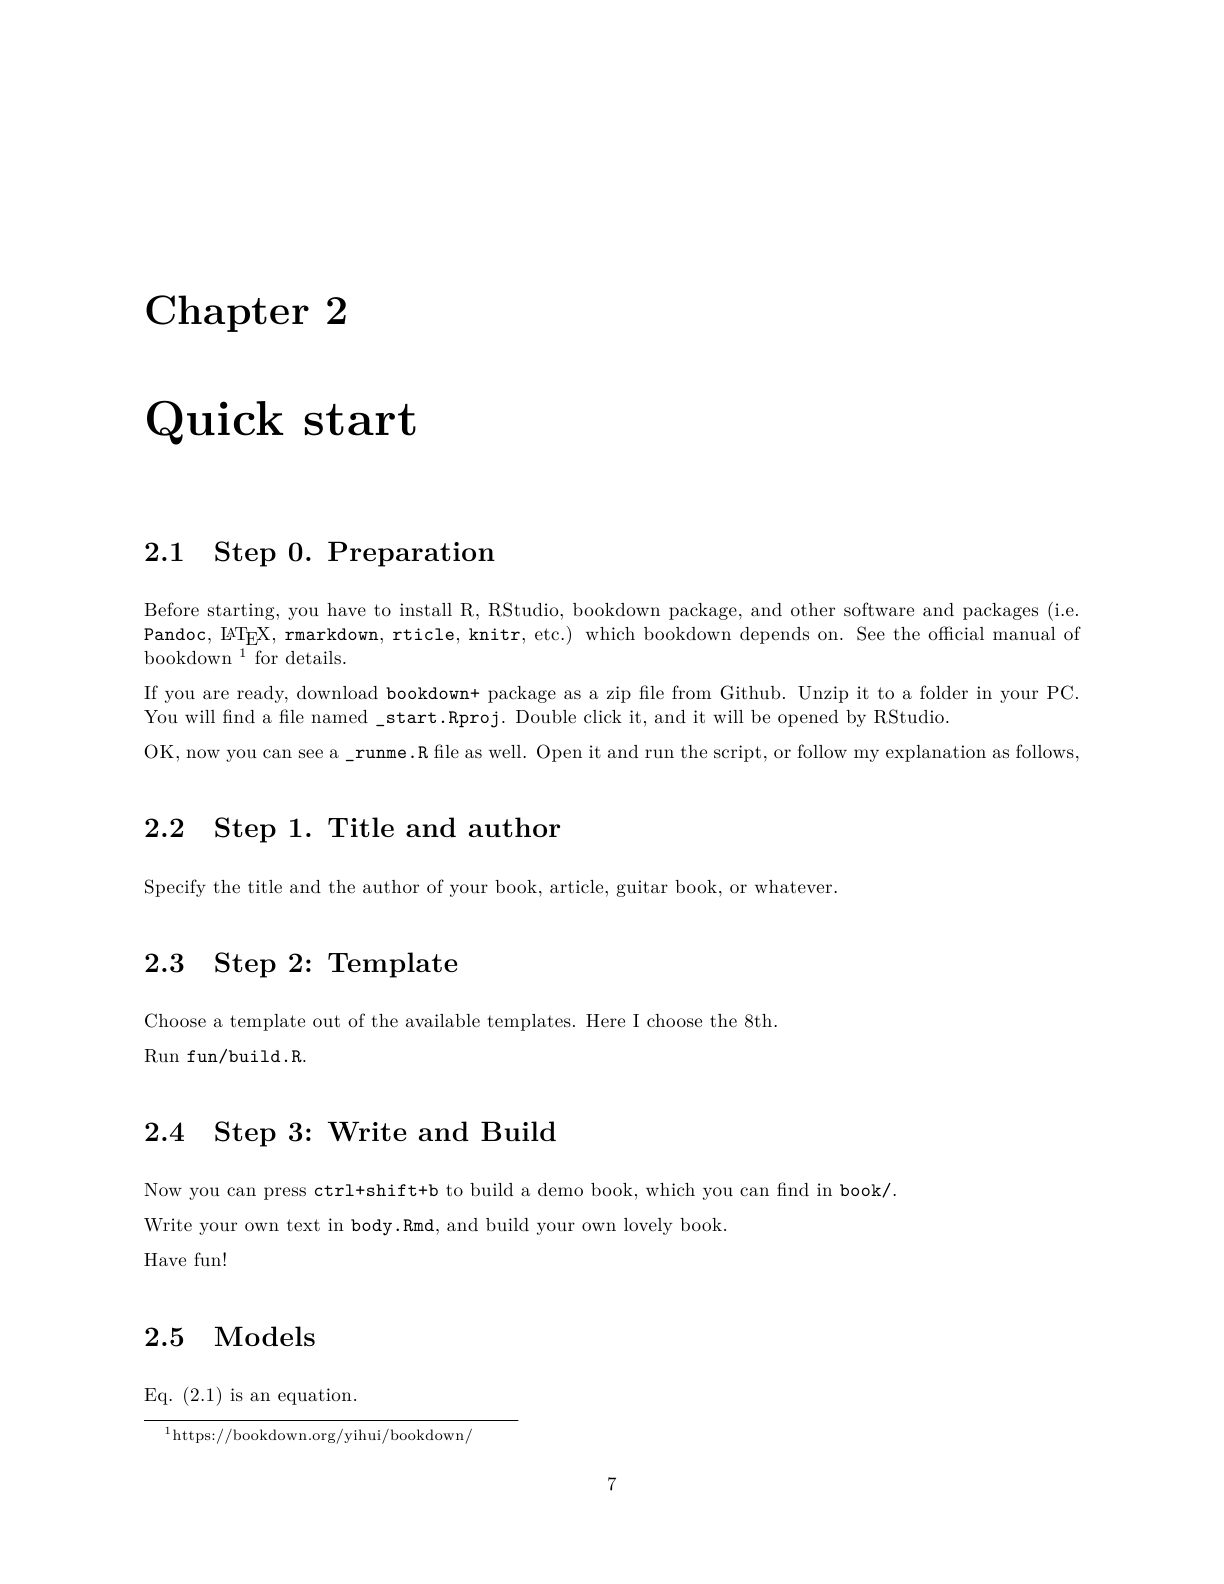 Chapter 2
Quick start
2.1 Step 0. Preparation
Before starting, you have to install R, RStudio, bookdown package, and other software and packages (i.e.
Pandoc, LATEX, rmarkdown, rticle, knitr, etc.) which bookdown depends on. See the official manual of
bookdown 1 for details.
If you are ready, download bookdown+ package as a zip file from Github. Unzip it to a folder in your PC.
You will find a file named _start.Rproj. Double click it, and it will be opened by RStudio.
OK, now you can see a _runme.R file as well. Open it and run the script, or follow my explanation as follows,
2.2 Step 1. Title and author
Specify the title and the author of your book, article, guitar book, or whatever.
2.3 Step 2: Template
Choose a template out of the available templates. Here I choose the 8th.
Run fun/build.R.
2.4 Step 3: Write and Build
Now you can press ctrl+shift+b to build a demo book, which you can find in book/.
Write your own text in body.Rmd, and build your own lovely book.
Have fun!
2.5 Models
Eq. (2.1) is an equation.
1https://bookdown.org/yihui/bookdown/
7